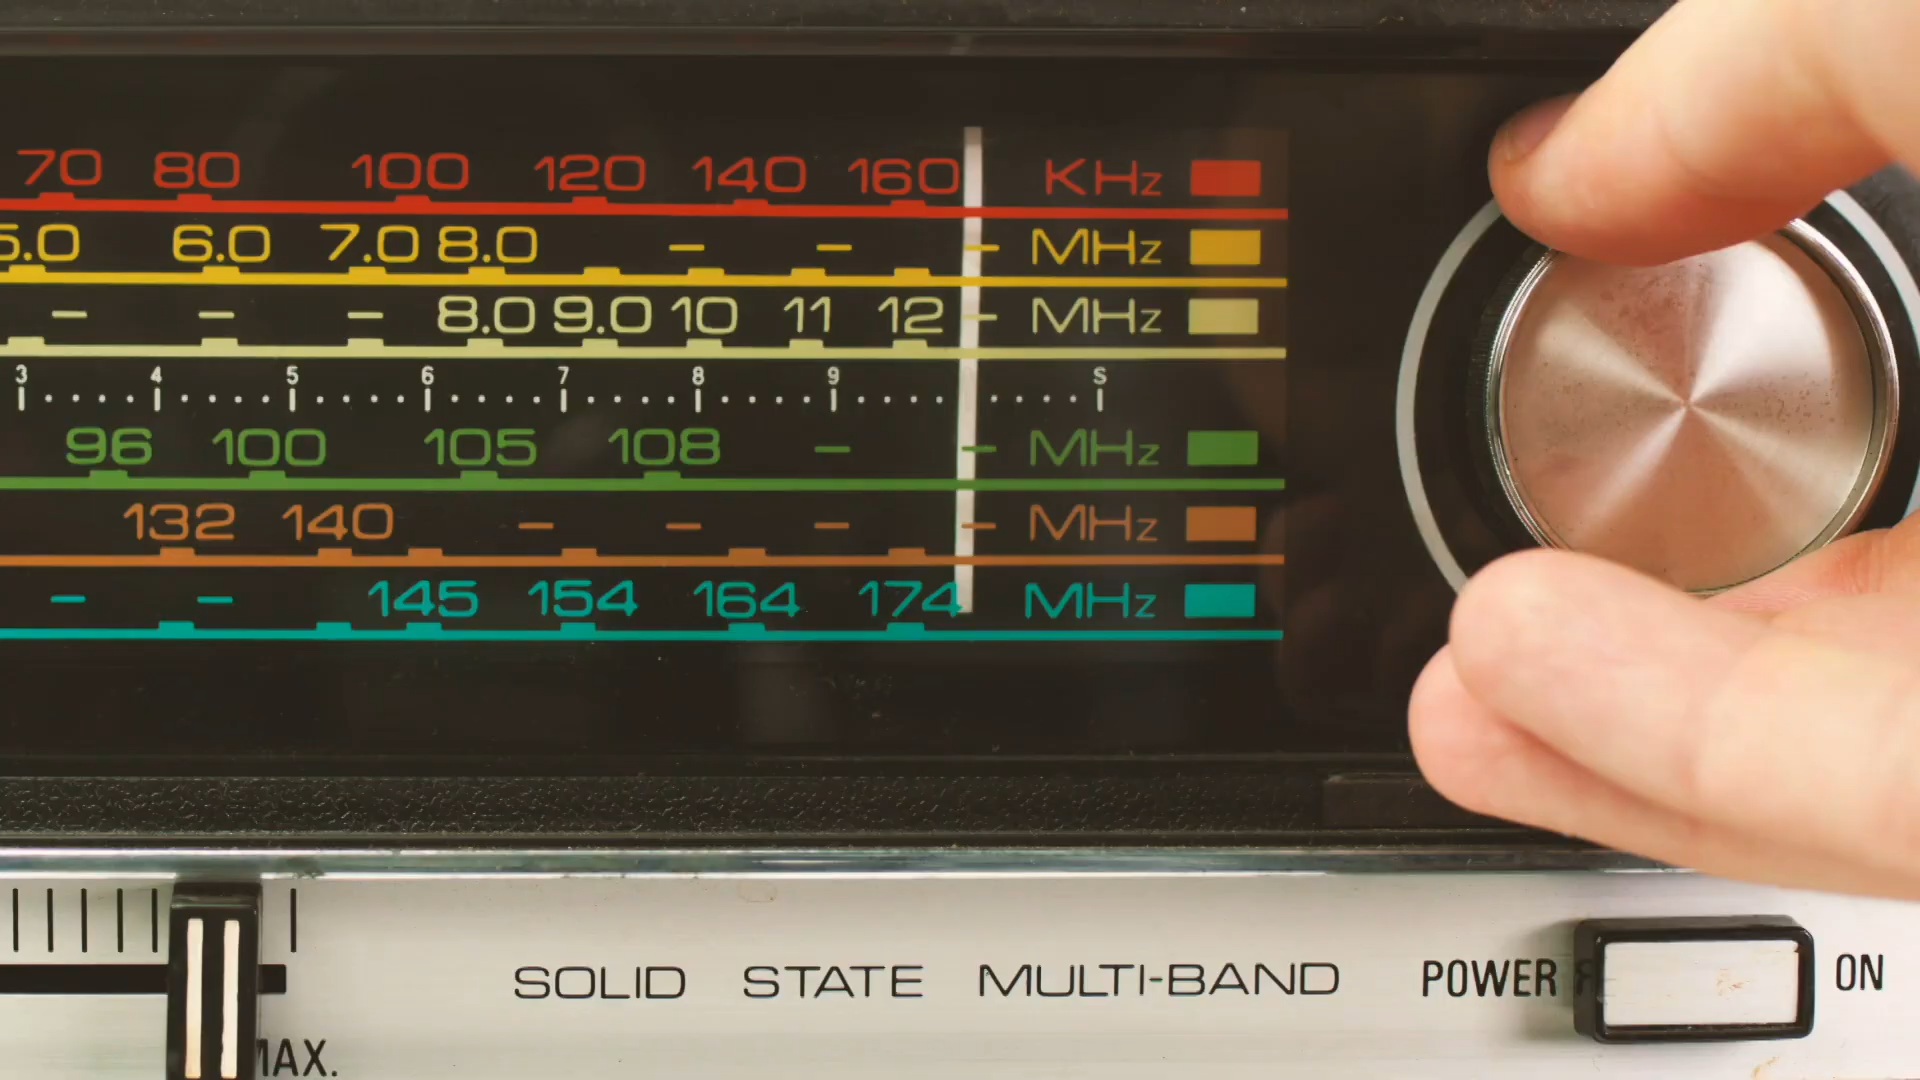 70 80 100 120 140 160 KHz
5.0 6.0 7.0 8.0 – – – MHz
– – – 8.0 9.0 10 11 12 – MHz
3 4 5 6 7 8 9 S
96 100 105 108 – – MHz
132 140 – – – – MHz
– – 145 154 164 174 MHz
SOLID STATE MULTI-BAND POWER ON
MAX.